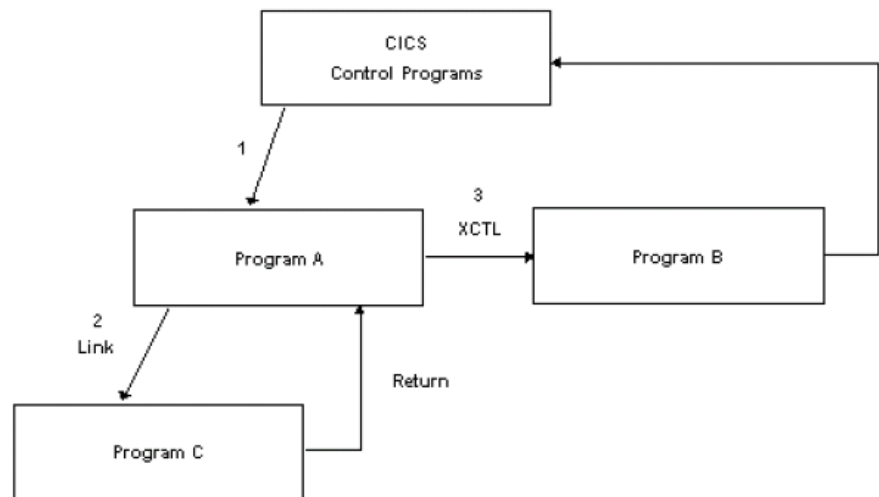 CICS
Control Programs
1
3
XCTL
Program A
Program B
2
Link
Return
Program C